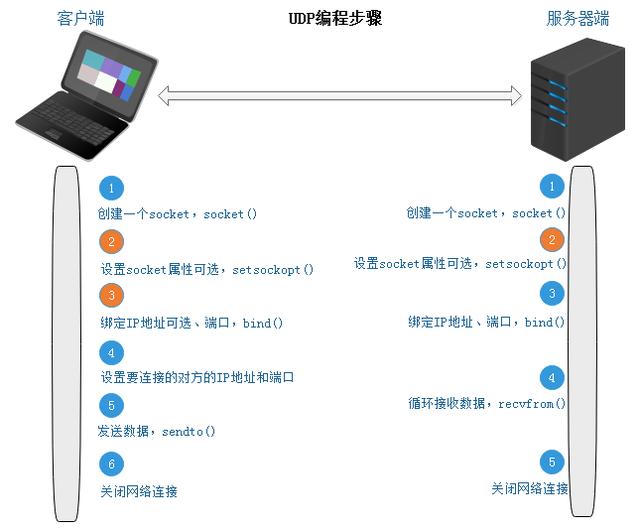 客户端
UDP编程步骤
服务器端
1
创建一个socket，socket()
2
设置socket属性可选，setsockopt()
3
绑定IP地址可选、端口，bind()
4
设置要连接的对方的IP地址和端口
5
发送数据，sendto()
6
关闭网络连接
1
创建一个socket，socket()
2
设置socket属性可选，setsockopt()
3
绑定IP地址、端口，bind()
4
循环接收数据，recvfrom()
5
关闭网络连接